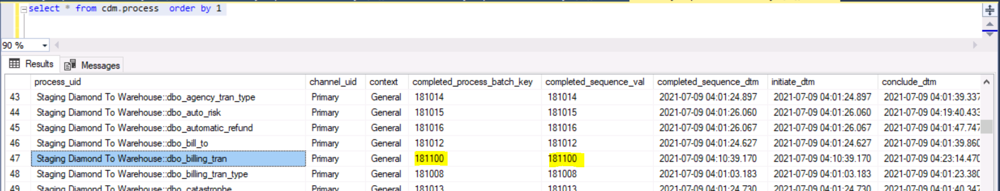 select * from cdm.process  order by 1
90 %
Results Messages
process_uid channel_uid context completed_process_batch_key completed_sequence_val completed_sequence_dtm initiate_dtm conclude_dtm
43 Staging Diamond To Warehouse::dbo_agency_tran_type Primary General 181014 181014 2021-07-09 04:01:24.897 2021-07-09 04:01:24.897 2021-07-09 04:01:39.337
44 Staging Diamond To Warehouse::dbo_auto_risk Primary General 181015 181015 2021-07-09 04:01:26.060 2021-07-09 04:01:26.060 2021-07-09 04:19:40.433
45 Staging Diamond To Warehouse::dbo_automatic_refund Primary General 181016 181016 2021-07-09 04:01:26.067 2021-07-09 04:01:26.067 2021-07-09 04:01:47.747
46 Staging Diamond To Warehouse::dbo_bill_to Primary General 181012 181012 2021-07-09 04:01:24.627 2021-07-09 04:01:24.627 2021-07-09 04:01:39.860
47 Staging Diamond To Warehouse::dbo_billing_tran Primary General 181100 181100 2021-07-09 04:10:39.170 2021-07-09 04:10:39.170 2021-07-09 04:23:14.470
48 Staging Diamond To Warehouse::dbo_billing_tran_type Primary General 181008 181008 2021-07-09 04:01:03.183 2021-07-09 04:01:03.183 2021-07-09 04:01:23.380
49 Staging Diamond To Warehouse::dbo_catastrophe Primary General 181013 181013 2021-07-09 04:01:24.730 2021-07-09 04:01:24.730 2021-07-09 04:01:40.347